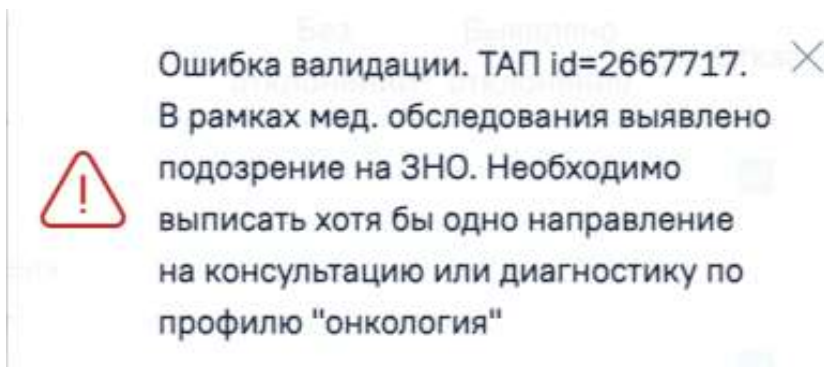 Ошибка валидации. ТАП id=2667717.
В рамках мед. обследования выявлено
подозрение на ЗНО. Необходимо
выписать хотя бы одно направление
на консультацию или диагностику по
профилю "онкология"